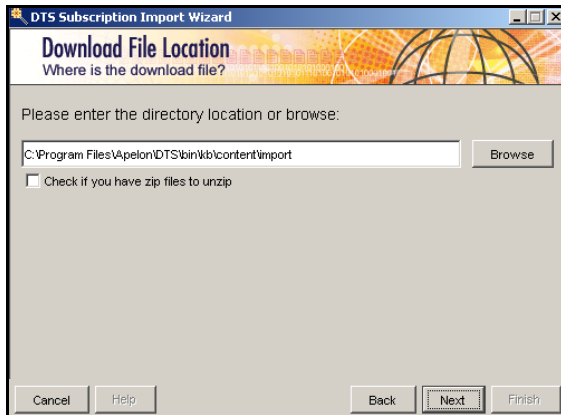 DTS Subscription Import Wizard
Download File Location
Where is the download file?
Please enter the directory location or browse:
C:\Program Files\Apelon\DTS\bin\kb\content\import
Browse
Check if you have zip files to unzip
Cancel Help Back Next Finish